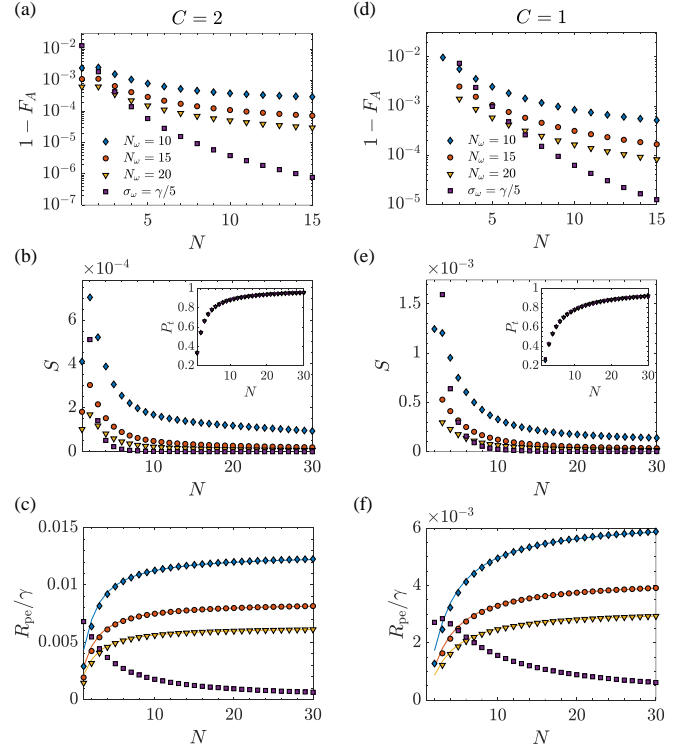 (a)
C = 2
10^{-1}
10^{-2}
10^{-3}
10^{-4}
10^{-5}
10^{-6}
10^{-7}
1 − F_A
N_ω = 10
N_ω = 15
N_ω = 20
σ_ω = γ/5
5 10 15
N
(d)
C = 1
10^{-2}
10^{-3}
10^{-4}
10^{-5}
1 − F_A
N_ω = 10
N_ω = 15
N_ω = 20
σ_ω = γ/5
5 10 15
N
(b)
×10^{-4}
6
4
2
0
S
1
0.8
0.6
0.4
0.2
P_t
10 20 30
N
10 20 30
N
(e)
×10^{-3}
1.5
1
0.5
0
S
1
0.8
0.6
0.4
0.2
P_t
10 20 30
N
10 20 30
N
(c)
0.015
0.01
0.005
0
R_pe/γ
10 20 30
N
(f)
×10^{-3}
6
4
2
0
R_pe/γ
10 20 30
N